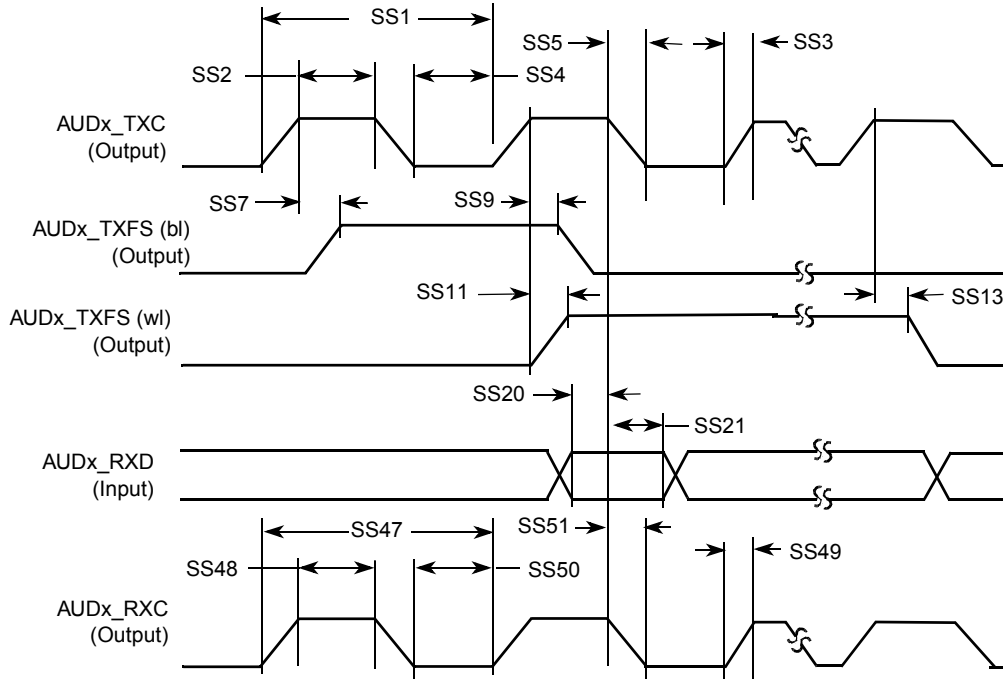 SS1
SS5
SS3
SS2
SS4
AUDx_TXC
(Output)
SS7
SS9
AUDx_TXFS (bl)
(Output)
SS11
SS13
AUDx_TXFS (wl)
(Output)
SS20
SS21
AUDx_RXD
(Input)
SS47
SS51
SS49
SS48
SS50
AUDx_RXC
(Output)